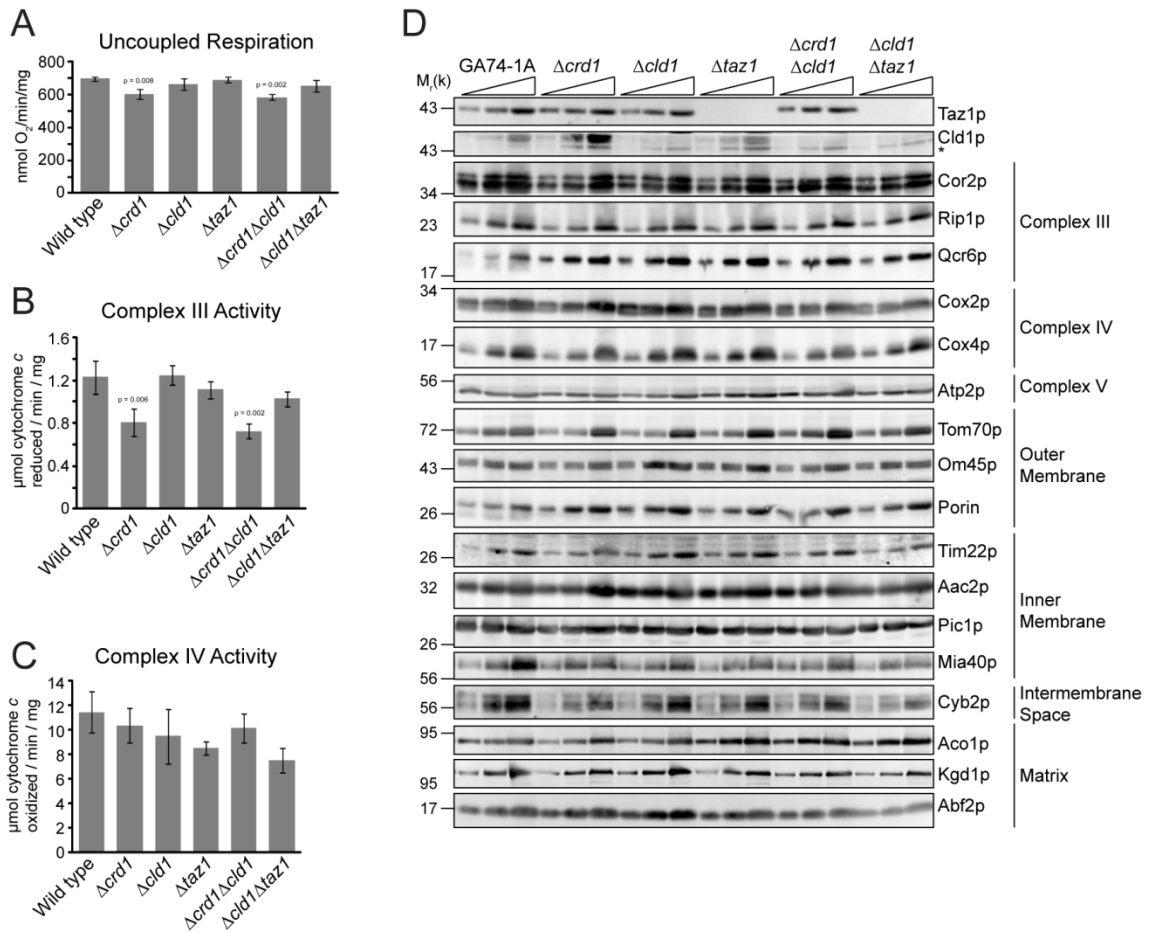 A
Uncoupled Respiration
nmol O2/min/mg
800
600
400
200
0
p = 0.008
p = 0.002
Wild type
Δcrd1
Δcld1
Δtaz1
Δcrd1Δcld1
Δcld1Δtaz1
B
Complex III Activity
µmol cytochrome c
reduced / min / mg
1.6
1.2
0.8
0.4
0
p = 0.006
p = 0.002
Wild type
Δcrd1
Δcld1
Δtaz1
Δcrd1Δcld1
Δcld1Δtaz1
C
Complex IV Activity
µmol cytochrome c
oxidized / min / mg
14
12
10
8
6
4
2
0
Wild type
Δcrd1
Δcld1
Δtaz1
Δcrd1Δcld1
Δcld1Δtaz1
D
Mr(k)
GA74-1A
Δcrd1
Δcld1
Δtaz1
Δcrd1
Δcld1
Δcld1
Δtaz1
43
Taz1p
Cld1p
43
*
Cor2p
34
Rip1p
23
Qcr6p
17
Complex III
34
Cox2p
17
Cox4p
Complex IV
56
Atp2p
Complex V
72
Tom70p
43
Om45p
26
Porin
Outer
Membrane
26
Tim22p
32
Aac2p
Pic1p
26
Mia40p
56
Inner
Membrane
56
Cyb2p
Intermembrane
Space
95
Aco1p
Kgd1p
95
17
Abf2p
Matrix